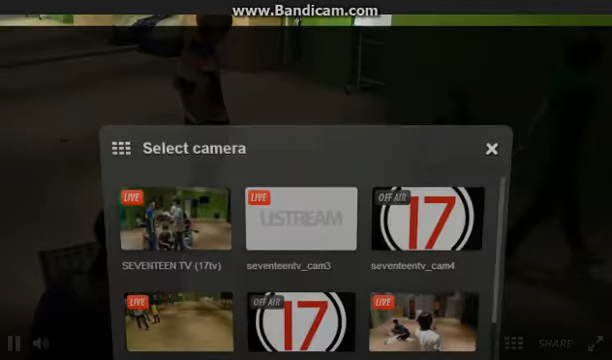 www.Bandicam.com
Select camera
LIVE
LIVE
OFF AIR
USTREAM
17
SEVENTEEN TV (17tv)
seventeentv_cam3
seventeentv_cam4
LIVE
OFF AIR
LIVE
17
SHARE